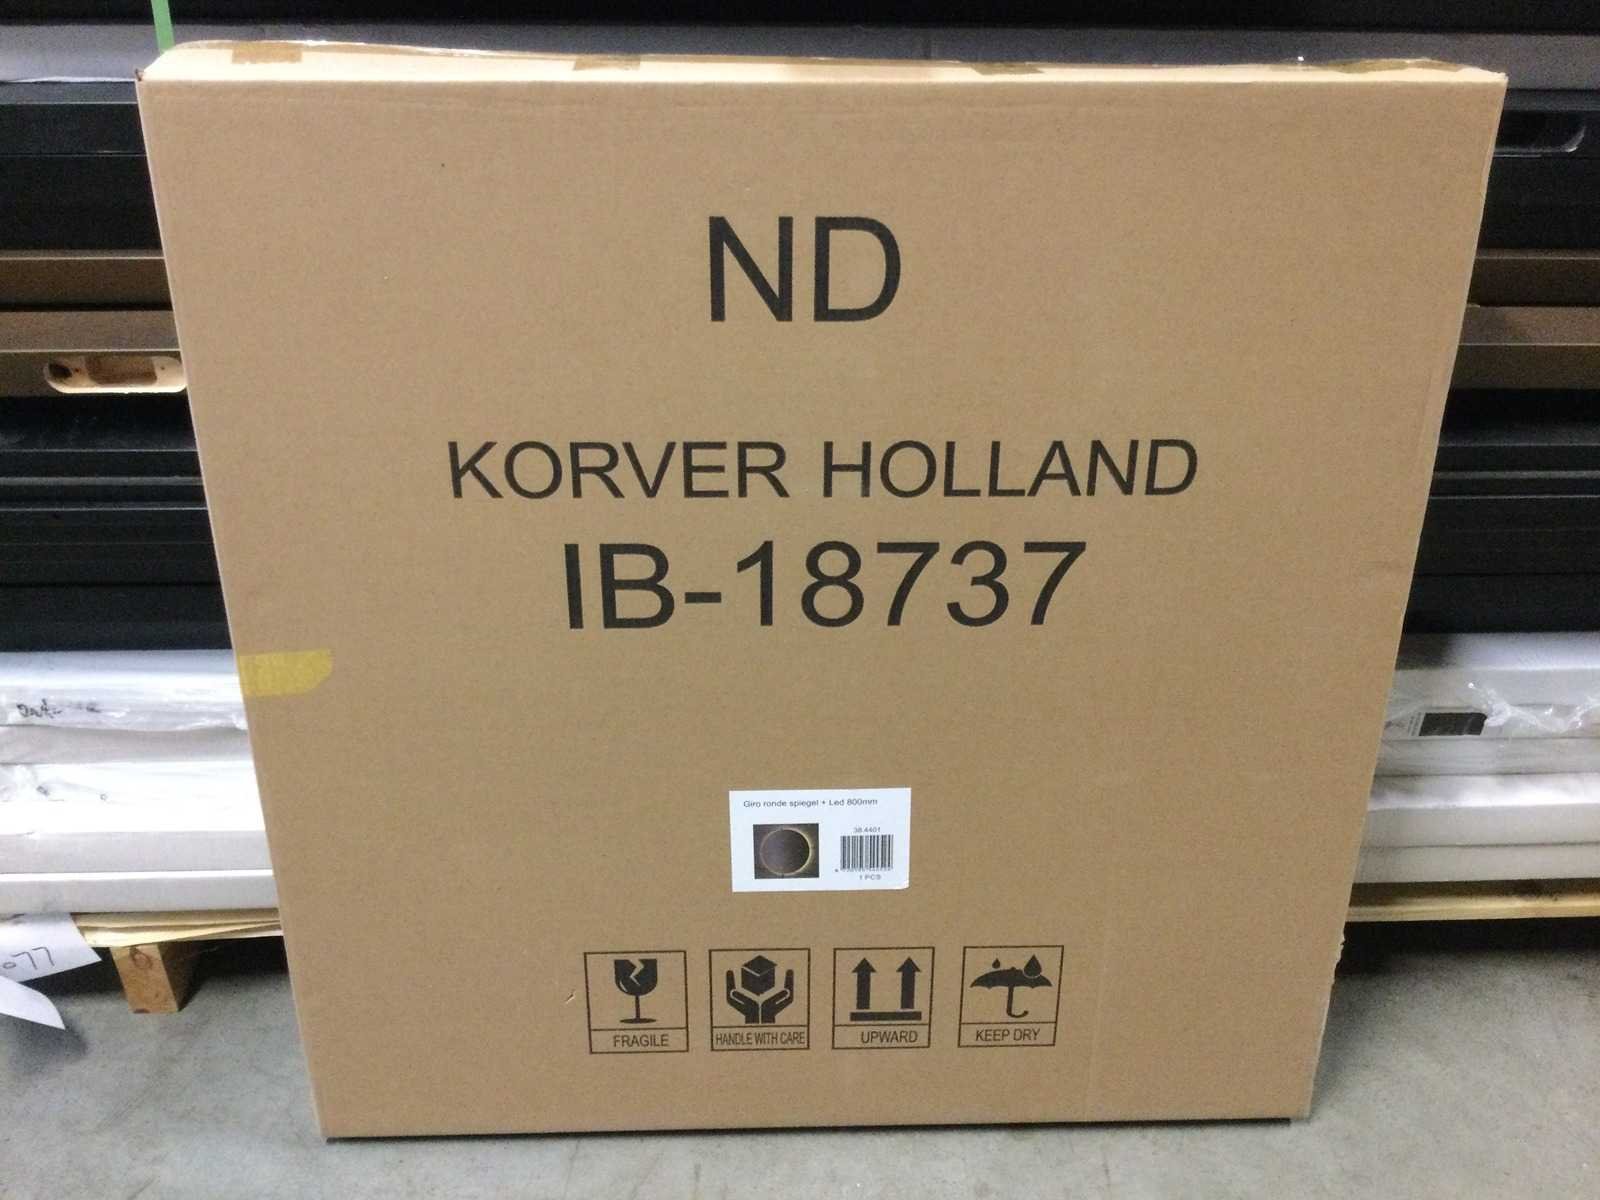 ND
KORVER HOLLAND
IB-18737
Giro ronde spiegel + Led 800mm
38.4401
1 PCS
FRAGILE
HANDLE WITH CARE
UPWARD
KEEP DRY